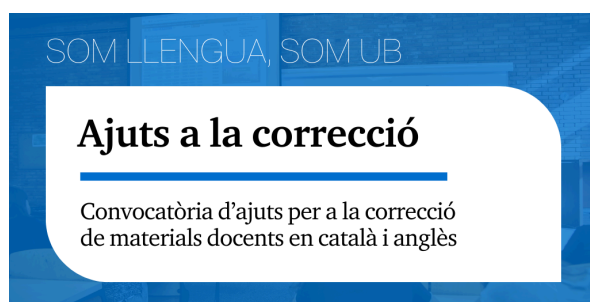 SOM LLENGUA, SOM UB
Ajuts a la correcció
Convocatòria d’ajuts per a la correcció
de materials docents en català i anglès